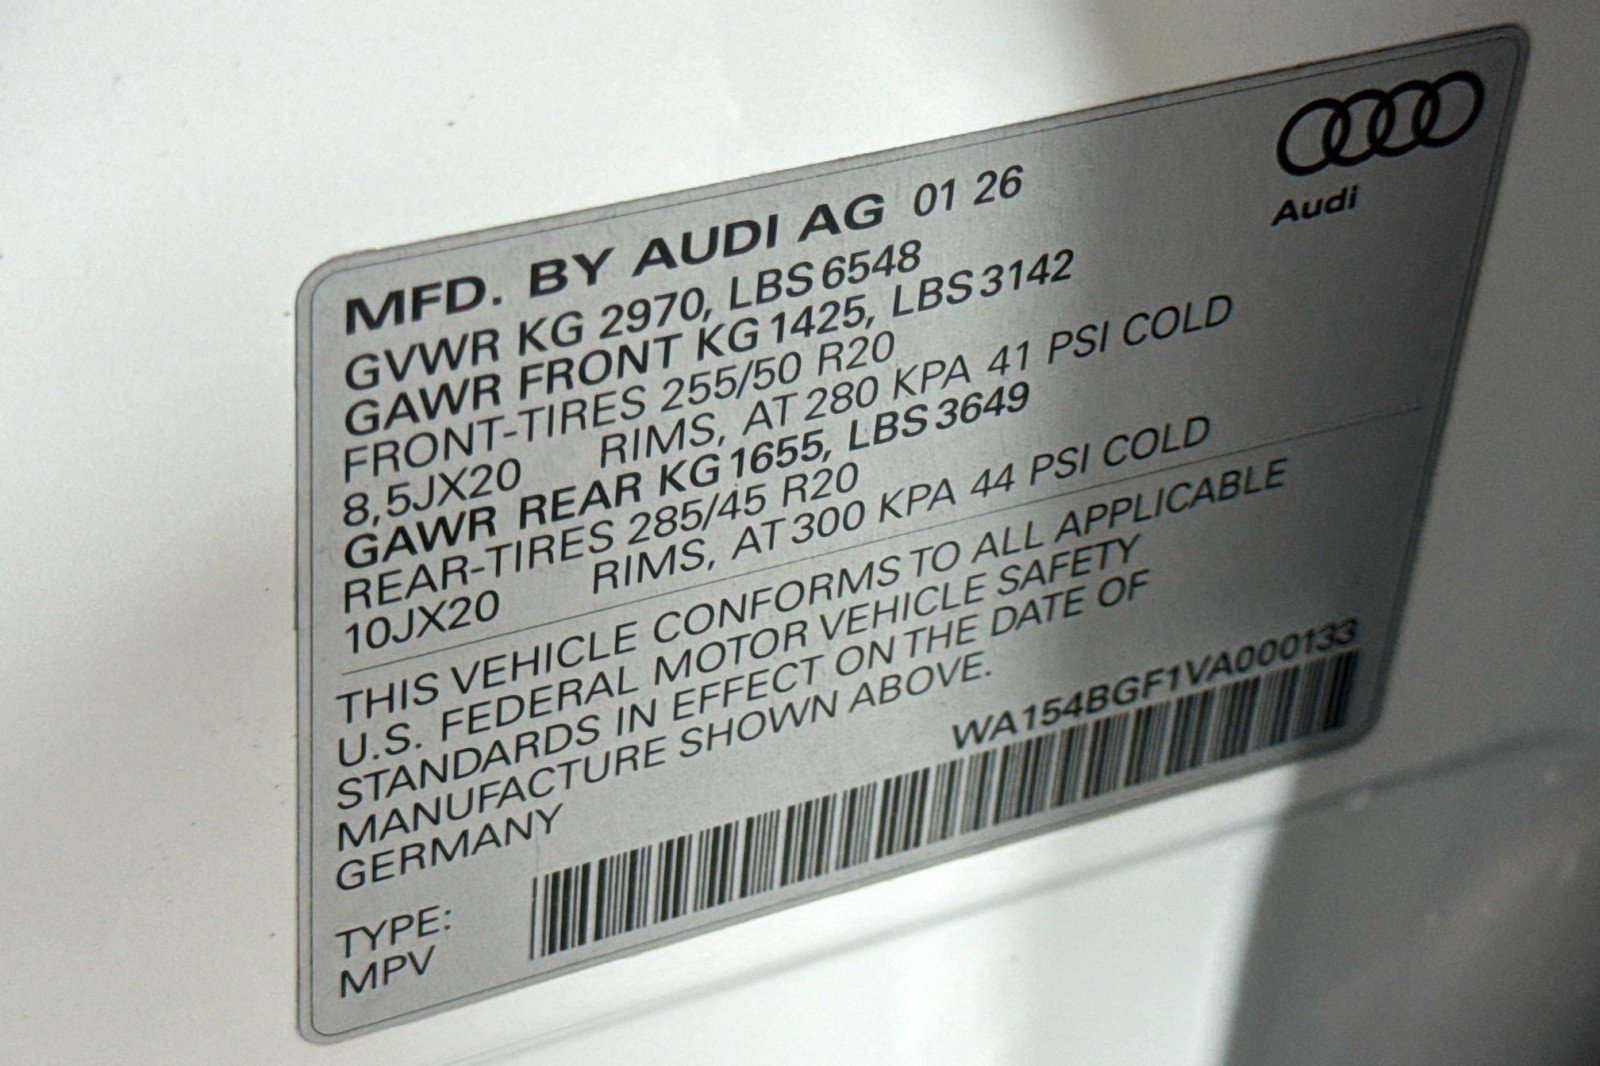 Audi
MFD. BY AUDI AG 01 26
GVWR KG 2970, LBS 6548
GAWR FRONT KG 1425, LBS 3142
FRONT-TIRES 255/50 R20
8,5JX20 RIMS, AT 280 KPA 41 PSI COLD
GAWR REAR KG 1655, LBS 3649
REAR-TIRES 285/45 R20
10JX20 RIMS, AT 300 KPA 44 PSI COLD
THIS VEHICLE CONFORMS TO ALL APPLICABLE
U.S. FEDERAL MOTOR VEHICLE SAFETY
STANDARDS IN EFFECT ON THE DATE OF
MANUFACTURE SHOWN ABOVE.
GERMANY
WA154BGF1VA000133
TYPE:
MPV